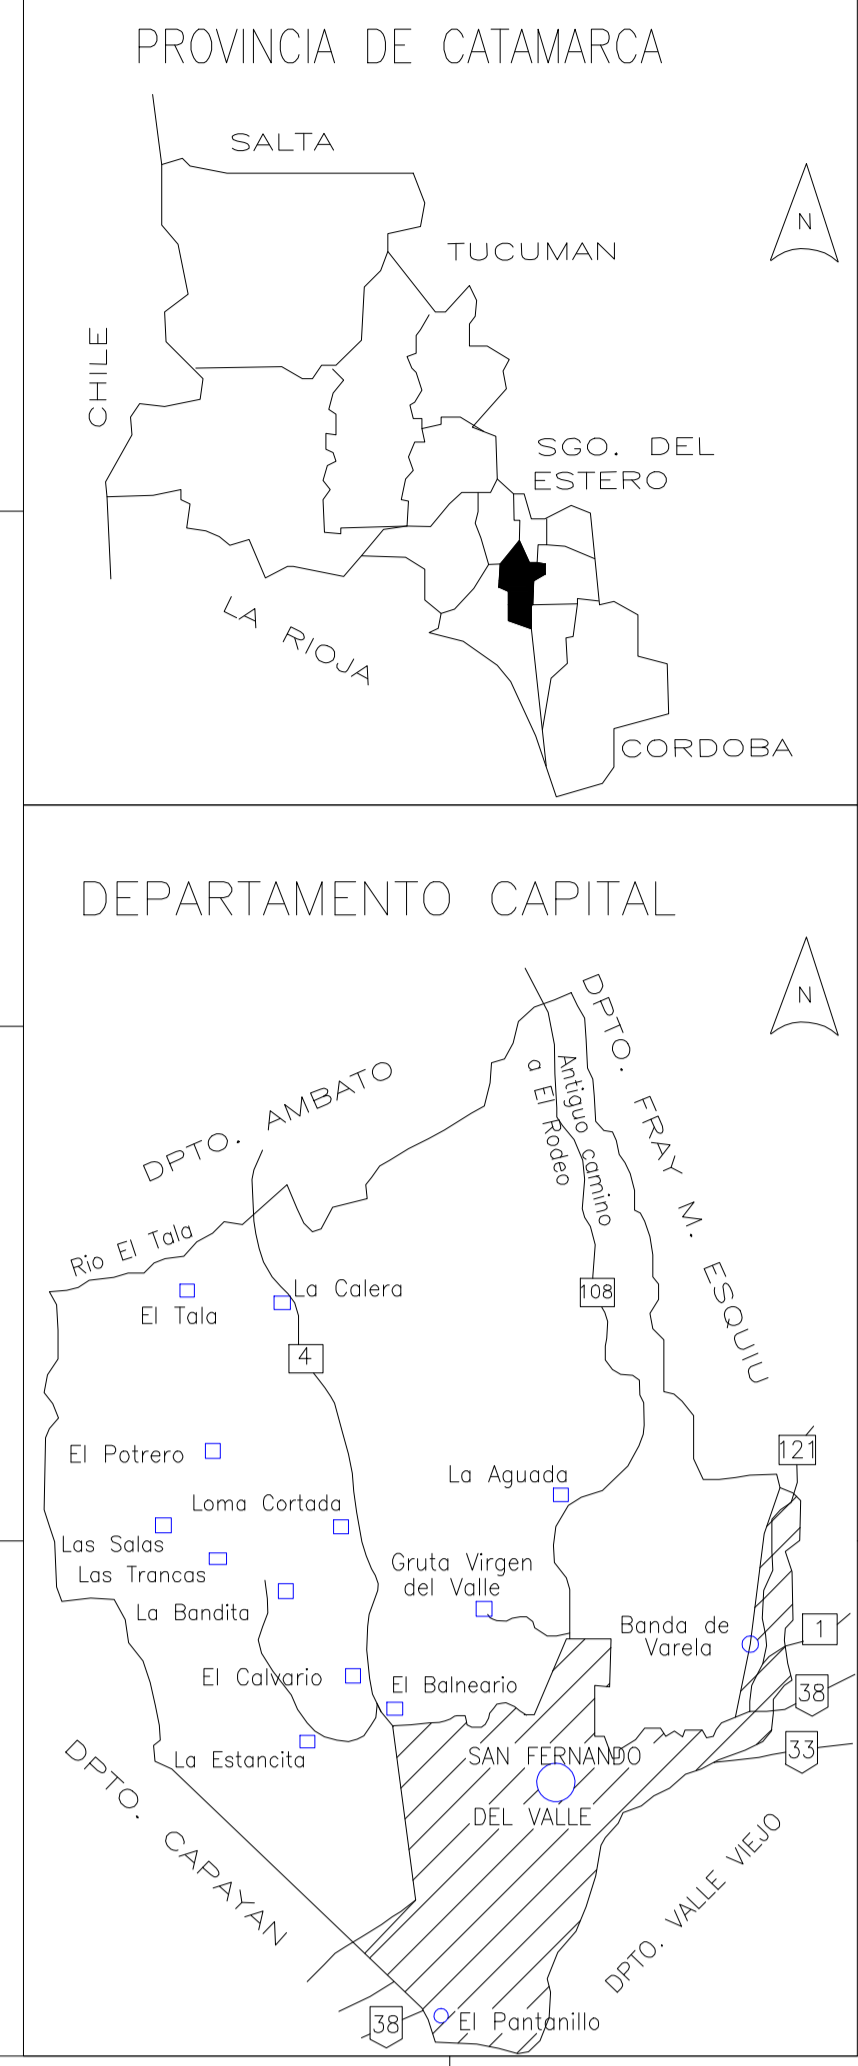 PROVINCIA DE CATAMARCA
SALTA
N
TUCUMAN
CHILE
SGO. DEL
ESTERO
LA RIOJA
CORDOBA
DEPARTAMENTO CAPITAL
N
DPTO. FRAY M. ESQUIU
DPTO. AMBATO
Antiguo camino
a El Rodeo
Rio El Tala
La Calera
108
El Tala
4
121
El Potrero
La Aguada
Loma Cortada
Las Salas
Gruta Virgen
del Valle
Las Trancas
La Bandita
Banda de
Varela
1
El Calvario
El Balneario
38
33
SAN FERNANDO
DEL VALLE
La Estancita
DPTO. CAPAYAN
DPTO. VALLE VIEJO
38
El Pantanillo